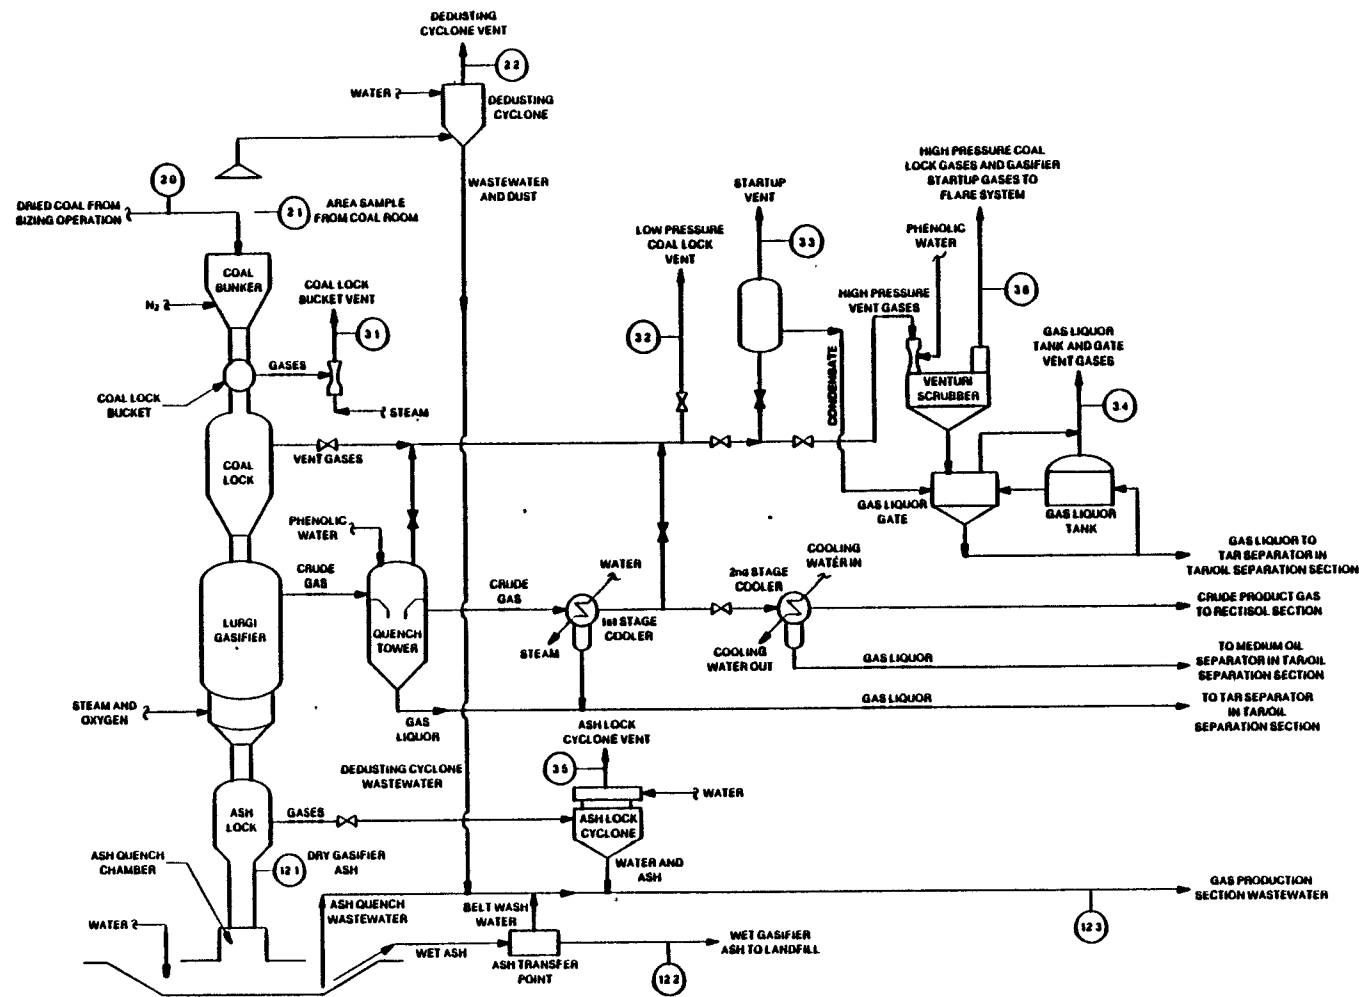 DEDUSTING
CYCLONE VENT
22
WATER
DEDUSTING
CYCLONE
20
DRIED COAL FROM
SIZING OPERATION
21
AREA SAMPLE
FROM COAL ROOM
WASTEWATER
AND DUST
COAL
BUNKER
N2
COAL LOCK
BUCKET VENT
31
GASES
COAL LOCK
BUCKET
STEAM
COAL
LOCK
VENT GASES
LOW PRESSURE
COAL LOCK
VENT
32
STARTUP
VENT
33
CONDENSATE
HIGH PRESSURE
VENT GASES
HIGH PRESSURE COAL
LOCK GASES AND GASIFIER
STARTUP GASES TO
FLARE SYSTEM
PHENOLIC
WATER
36
VENTURI
SCRUBBER
GAS LIQUOR
TANK AND GATE
VENT GASES
34
GAS LIQUOR
GATE
GAS LIQUOR
TANK
GAS LIQUOR TO
TAR SEPARATOR IN
TAR/OIL SEPARATION SECTION
PHENOLIC
WATER
CRUDE
GAS
LURGI
GASIFIER
QUENCH
TOWER
CRUDE
GAS
WATER
1st STAGE
COOLER
STEAM
2nd STAGE
COOLER
COOLING
WATER IN
COOLING
WATER OUT
CRUDE PRODUCT GAS
TO RECTISOL SECTION
GAS LIQUOR
TO MEDIUM OIL
SEPARATOR IN TAR/OIL
SEPARATION SECTION
STEAM AND
OXYGEN
GAS
LIQUOR
GAS LIQUOR
TO TAR SEPARATOR
IN TAR/OIL
SEPARATION SECTION
ASH LOCK
CYCLONE VENT
35
DEDUSTING CYCLONE
WASTEWATER
WATER
ASH
LOCK
GASES
ASH LOCK
CYCLONE
WATER AND
ASH
ASH QUENCH
CHAMBER
121
DRY GASIFIER
ASH
WATER
ASH QUENCH
WASTEWATER
BELT WASH
WATER
GAS PRODUCTION
SECTION WASTEWATER
123
WET ASH
ASH TRANSFER
POINT
122
WET GASIFIER
ASH TO LANDFILL